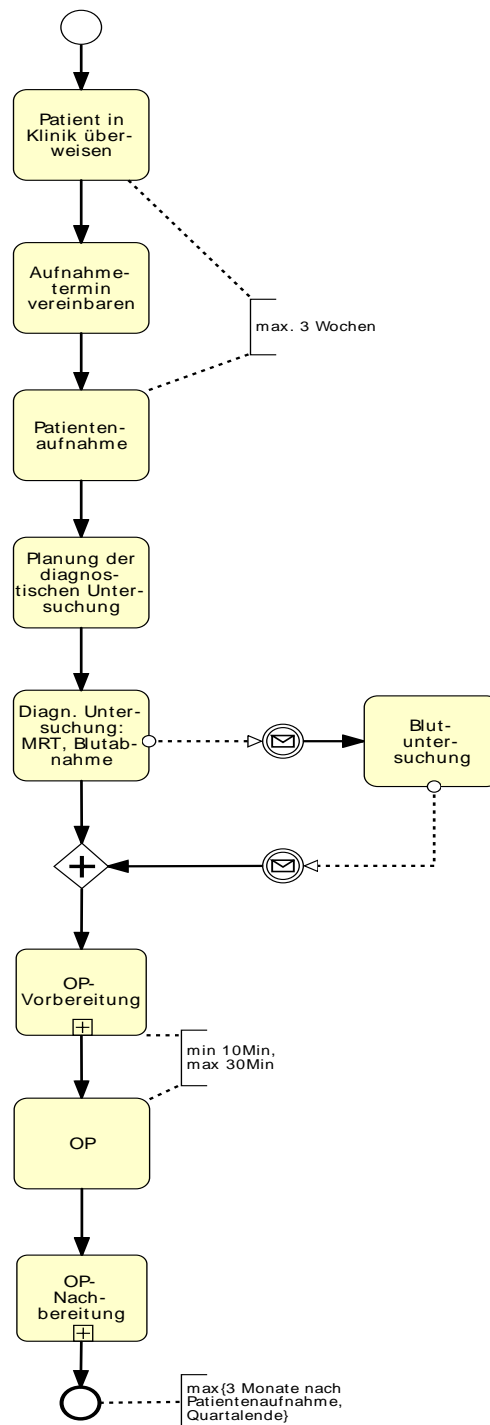 Patient in
Klinik über-
weisen
Aufnahme-
termin
vereinbaren
max. 3 Wochen
Patienten-
aufnahme
Planung der
diagnos-
tischen Unter-
suchung
Diagn. Unter-
suchung:
MRT, Blutab-
nahme
Blut-
unter-
suchung
OP-
Vorbereitung
min 10Min,
max 30Min
OP
OP-
Nach-
bereitung
max{3 Monate nach
Patientenaufnahme,
Quartalende}